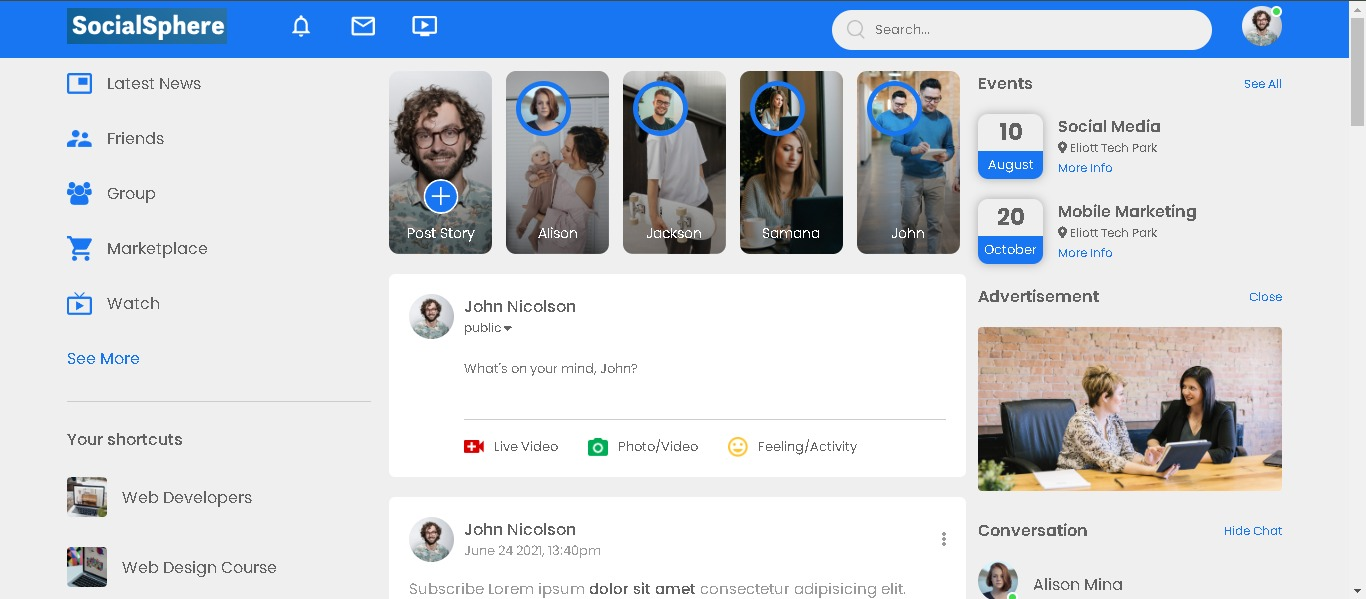 SocialSphere
Search...
Latest News
Friends
Group
Marketplace
Watch
See More
Your shortcuts
Web Developers
Web Design Course
Post Story
Alison
Jackson
Samana
John
John Nicolson
public
What's on your mind, John?
Live Video
Photo/Video
Feeling/Activity
John Nicolson
June 24 2021, 13:40pm
Subscribe Lorem ipsum dolor sit amet consectetur adipisicing elit.
Events
See All
10
August
Social Media
Eliott Tech Park
More Info
20
October
Mobile Marketing
Eliott Tech Park
More Info
Advertisement
Close
Conversation
Hide Chat
Alison Mina